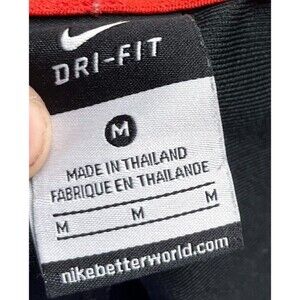 DRI-FIT
M
MADE IN THAILAND
FABRIQUE EN THAILANDE
M M M
nikebetterworld.com